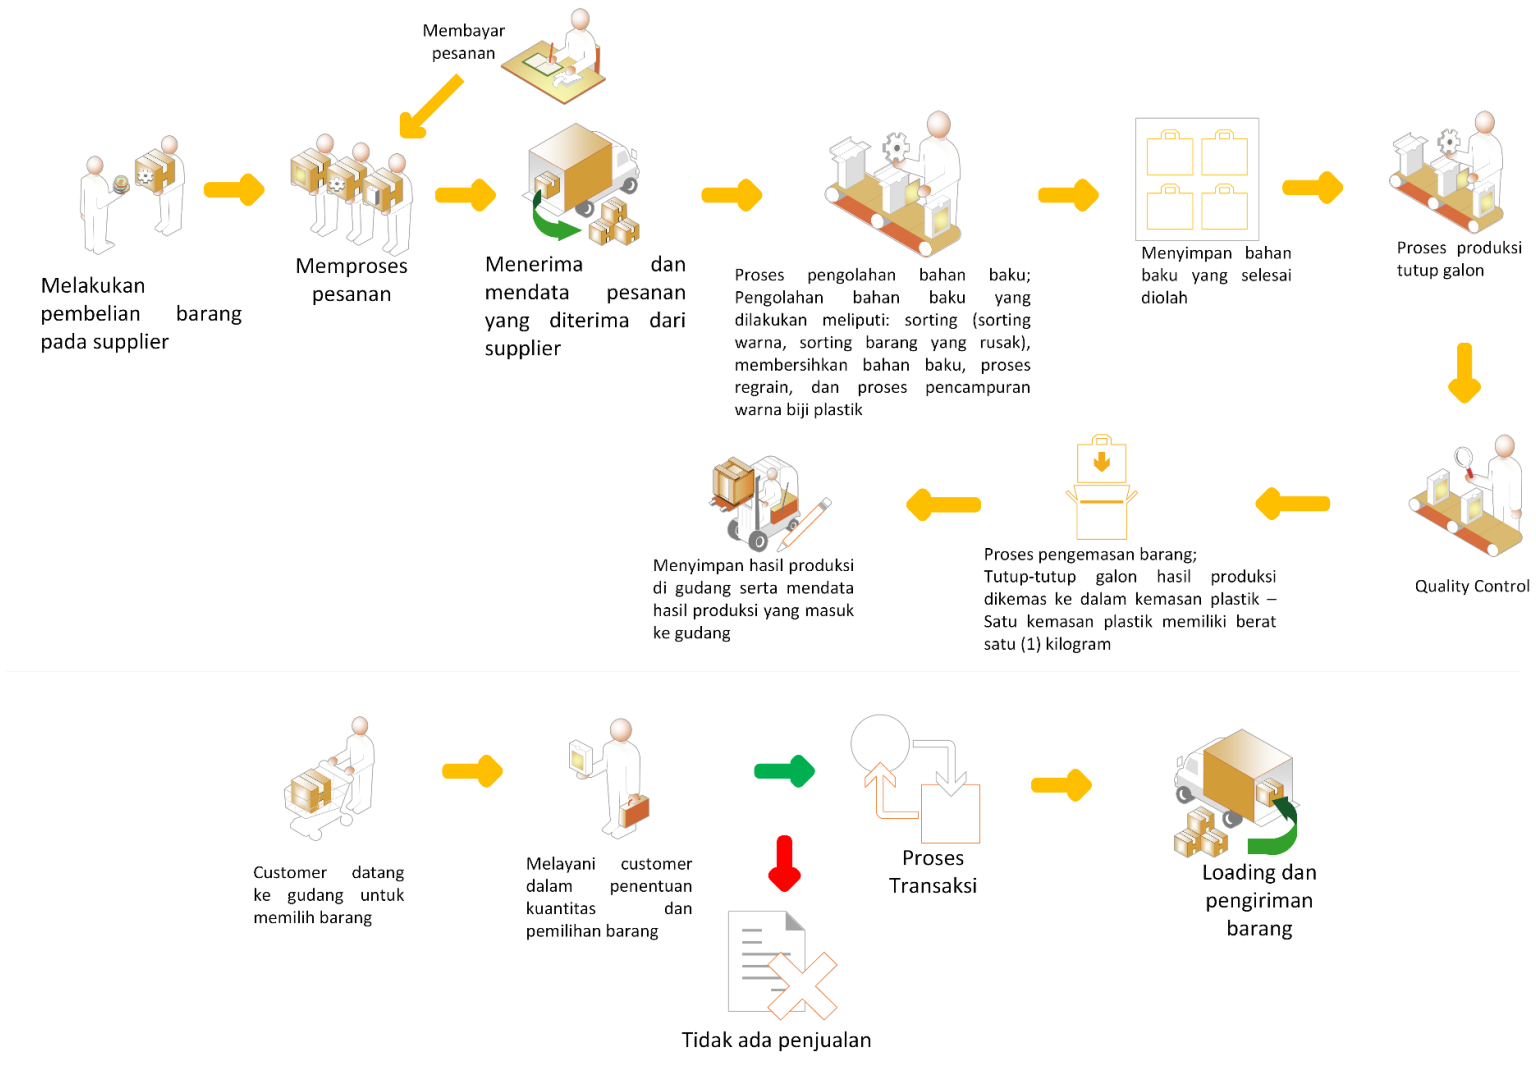 Membayar
pesanan
Melakukan
pembelian barang
pada supplier
Memproses
pesanan
Menerima dan
mendata pesanan
yang diterima dari
supplier
Proses pengolahan bahan baku;
Pengolahan bahan baku yang
dilakukan meliputi: sorting (sorting
warna, sorting barang yang rusak),
membersihkan bahan baku, proses
regrain, dan proses pencampuran
warna biji plastik
Menyimpan bahan
baku yang selesai
diolah
Proses produksi
tutup galon
Quality Control
Proses pengemasan barang;
Tutup-tutup galon hasil produksi
dikemas ke dalam kemasan plastik –
Satu kemasan plastik memiliki berat
satu (1) kilogram
Menyimpan hasil produksi
di gudang serta mendata
hasil produksi yang masuk
ke gudang
Customer datang
ke gudang untuk
memilih barang
Melayani customer
dalam penentuan
kuantitas dan
pemilihan barang
Proses
Transaksi
Loading dan
pengiriman
barang
Tidak ada penjualan